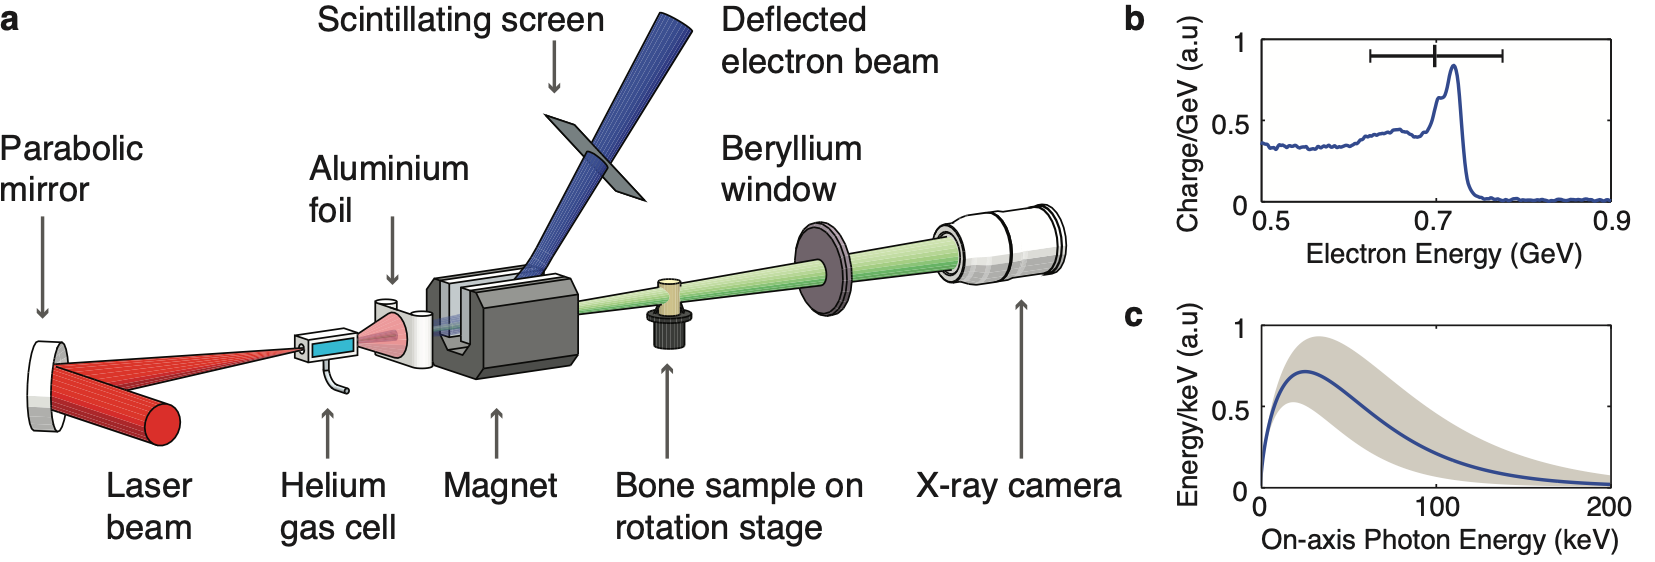 a
Scintillating screen
Deflected
electron beam
Parabolic
mirror
Aluminium
foil
Beryllium
window
Laser
beam
Helium
gas cell
Magnet
Bone sample on
rotation stage
X-ray camera
b
Charge/GeV (a.u)
1
0.5
0
0.5
0.7
0.9
Electron Energy (GeV)
c
Energy/keV (a.u)
1
0.5
0
0
100
200
On-axis Photon Energy (keV)